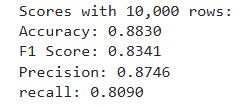 Scores with 10,000 rows:
Accuracy: 0.8830
F1 Score: 0.8341
Precision: 0.8746
recall: 0.8090